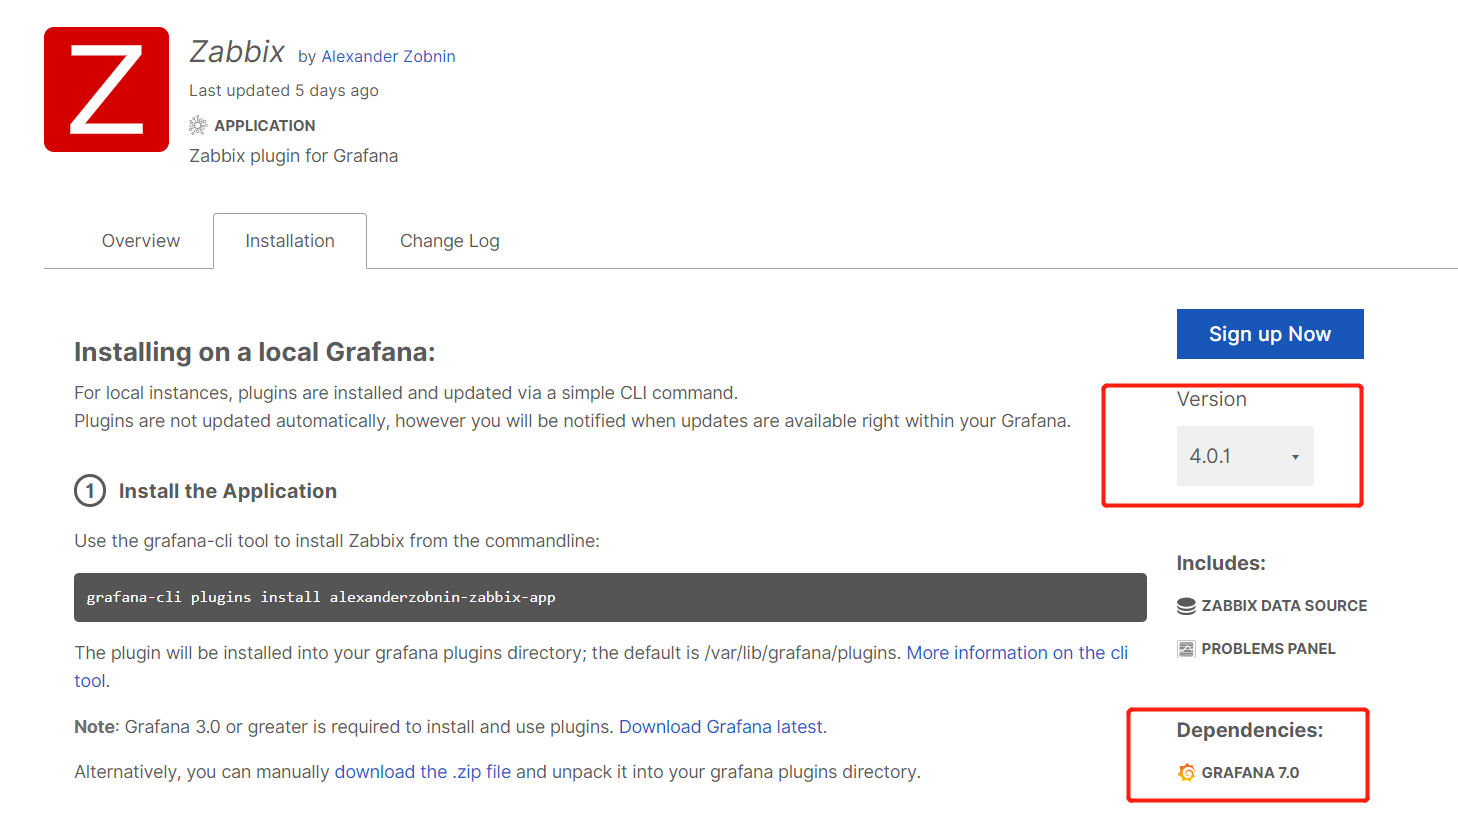 Z
Zabbix by Alexander Zobnin
Last updated 5 days ago
APPLICATION
Zabbix plugin for Grafana
Overview
Installation
Change Log
Sign up Now
Installing on a local Grafana:
For local instances, plugins are installed and updated via a simple CLI command.
Plugins are not updated automatically, however you will be notified when updates are available right within your Grafana.
Version
4.0.1
1 Install the Application
Use the grafana-cli tool to install Zabbix from the commandline:
grafana-cli plugins install alexanderzobnin-zabbix-app
The plugin will be installed into your grafana plugins directory; the default is /var/lib/grafana/plugins. More information on the cli
tool.
Note: Grafana 3.0 or greater is required to install and use plugins. Download Grafana latest.
Alternatively, you can manually download the .zip file and unpack it into your grafana plugins directory.
Includes:
ZABBIX DATA SOURCE
PROBLEMS PANEL
Dependencies:
GRAFANA 7.0